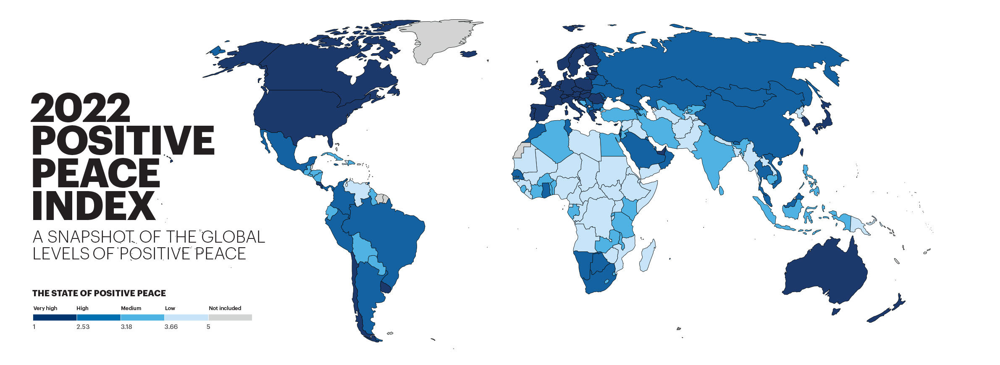 2022
POSITIVE
PEACE
INDEX
A SNAPSHOT OF THE GLOBAL
LEVELS OF POSITIVE PEACE
THE STATE OF POSITIVE PEACE
Very high High Medium Low Not included
1 2.53 3.18 3.66 5